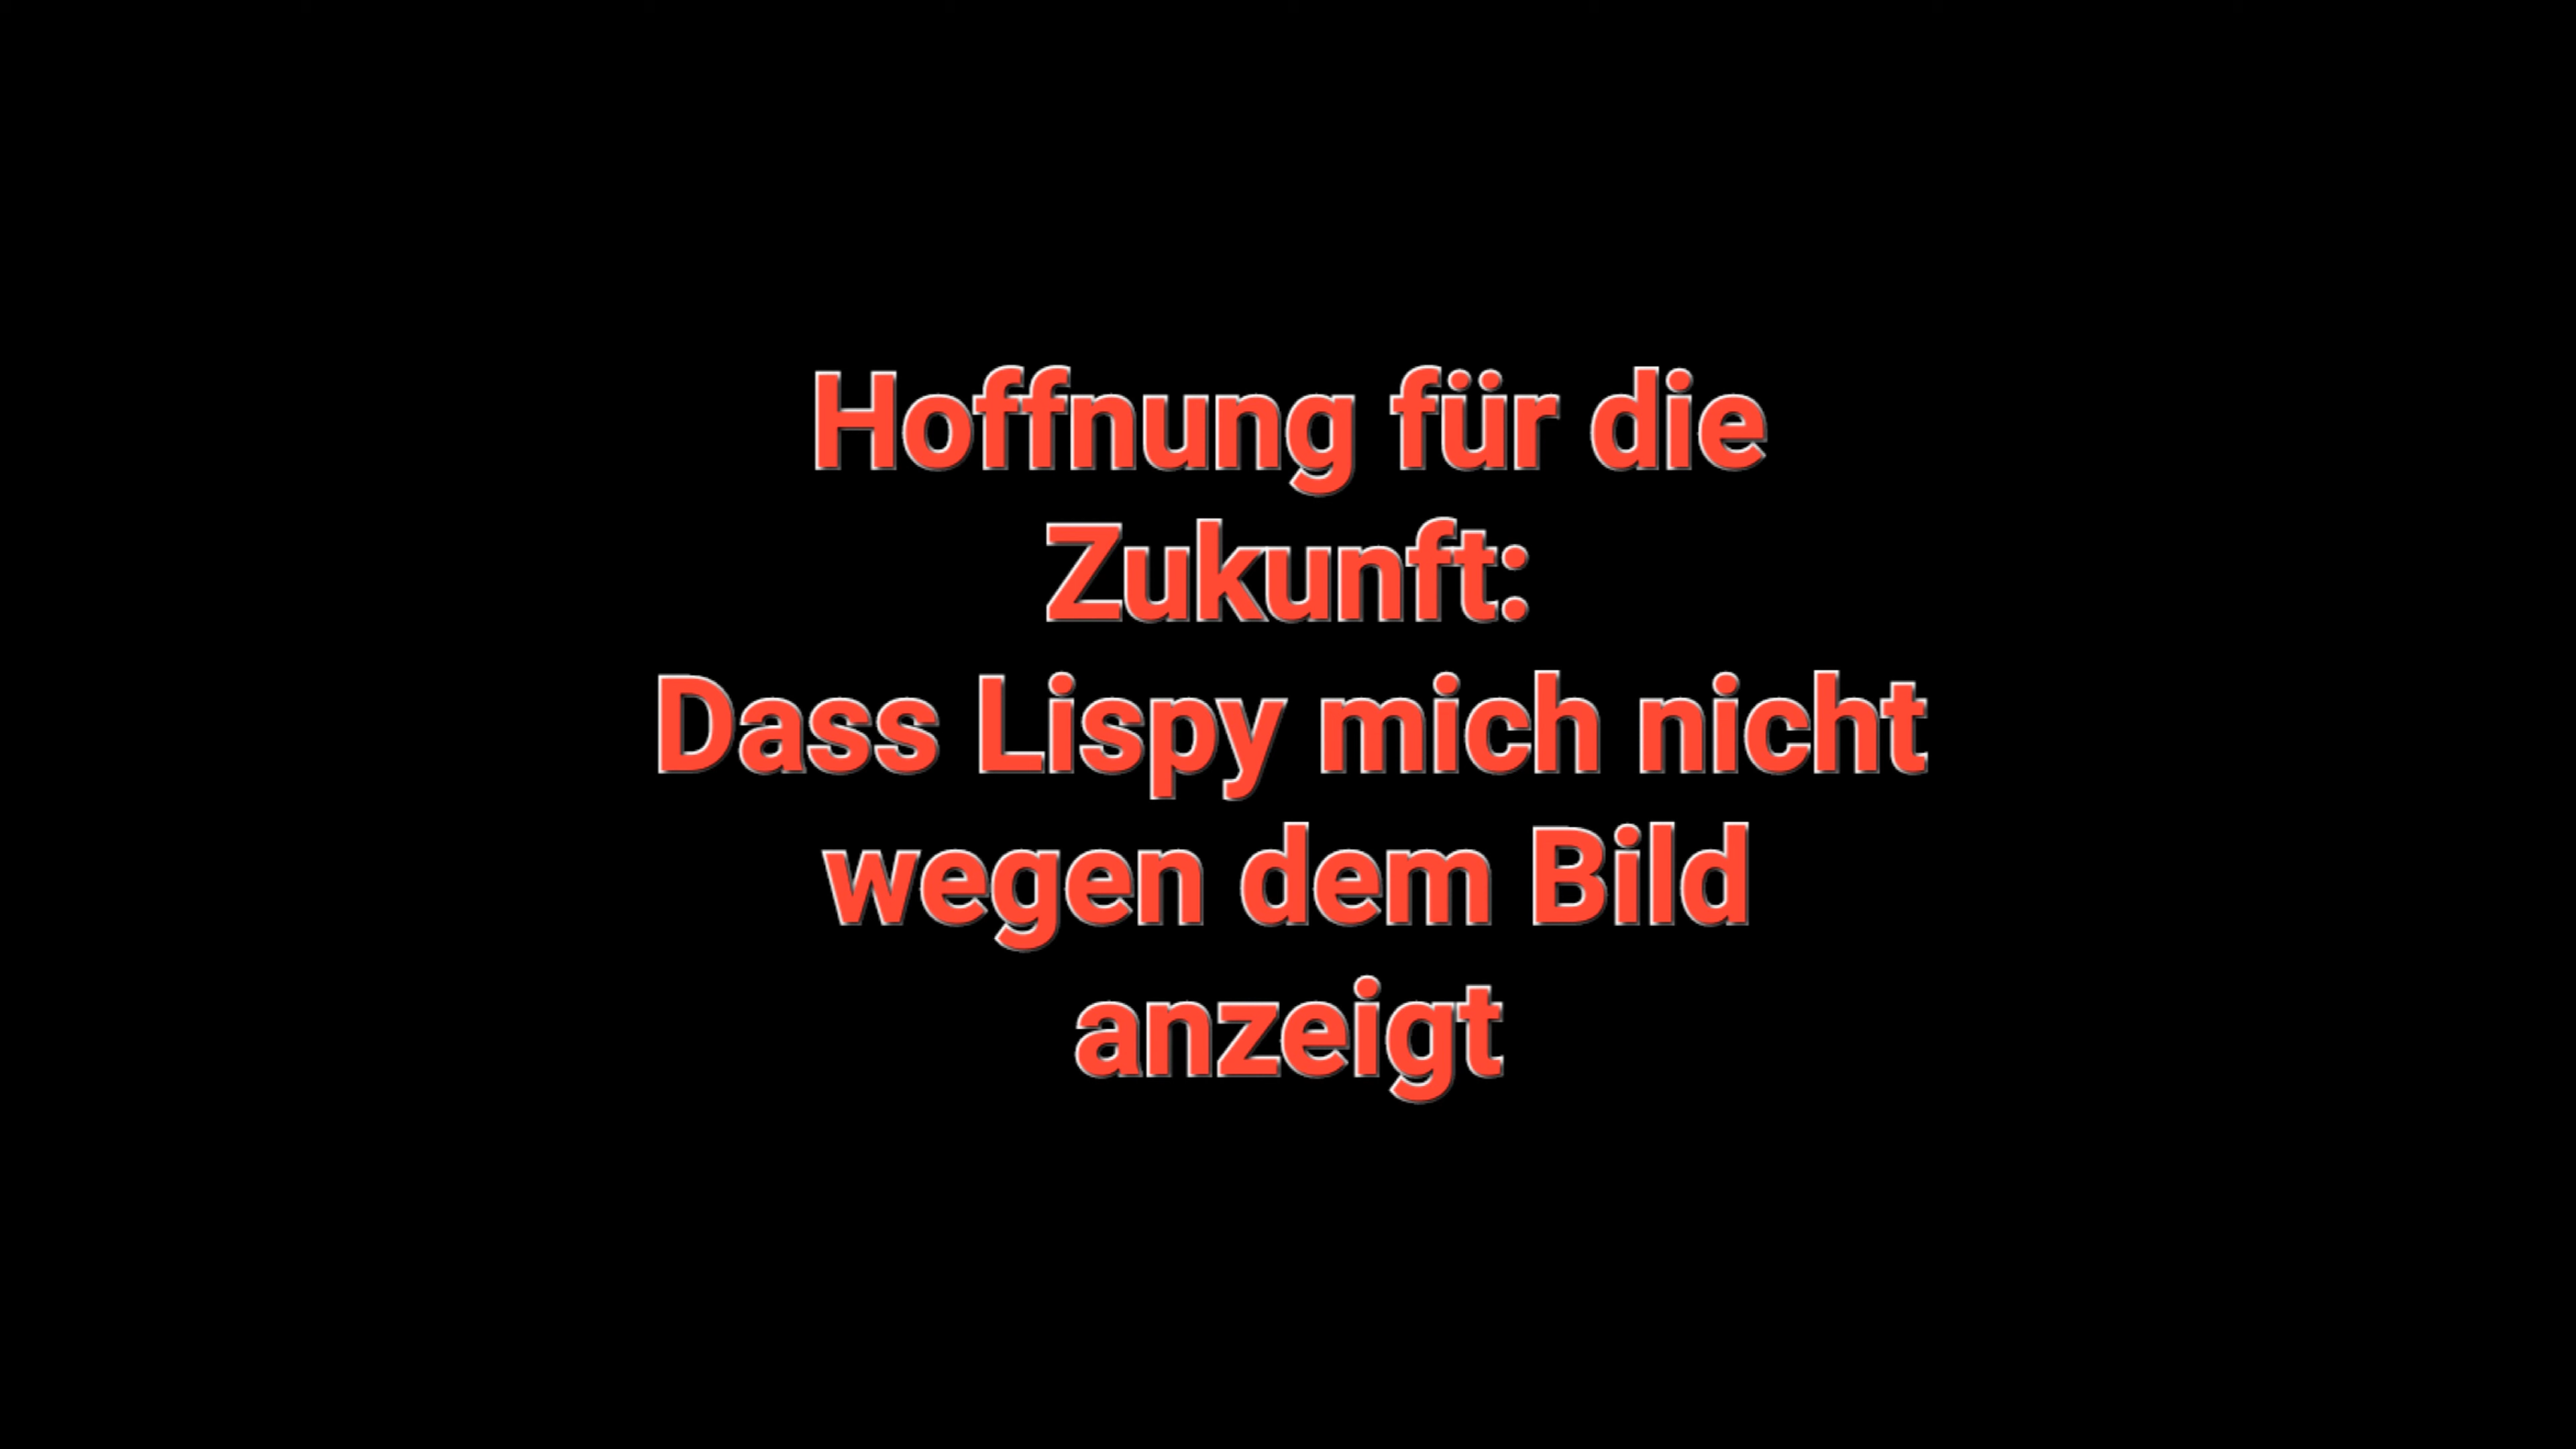 Hoffnung für die
Zukunft:
Dass Lispy mich nicht
wegen dem Bild
anzeigt